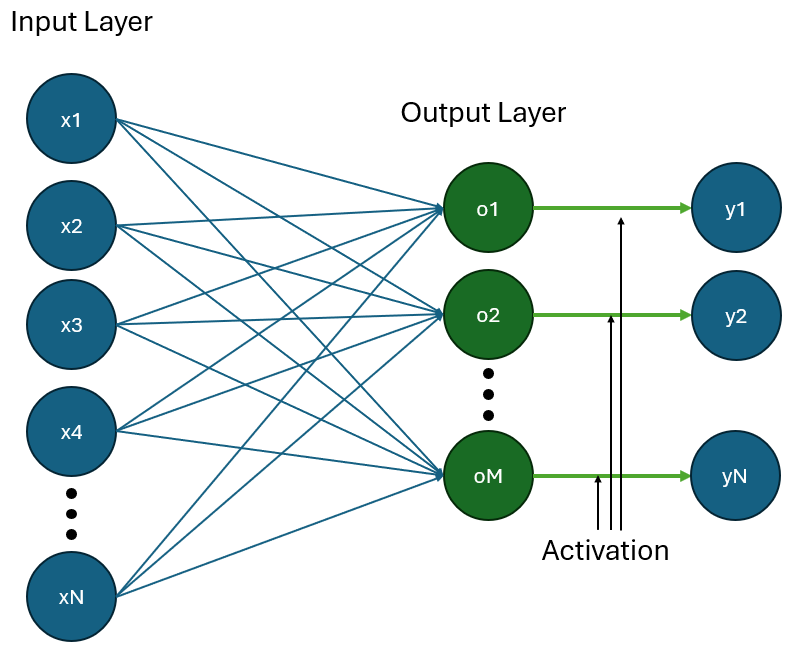 Input Layer
x1
x2
x3
x4
xN
Output Layer
o1
o2
oM
y1
y2
yN
Activation